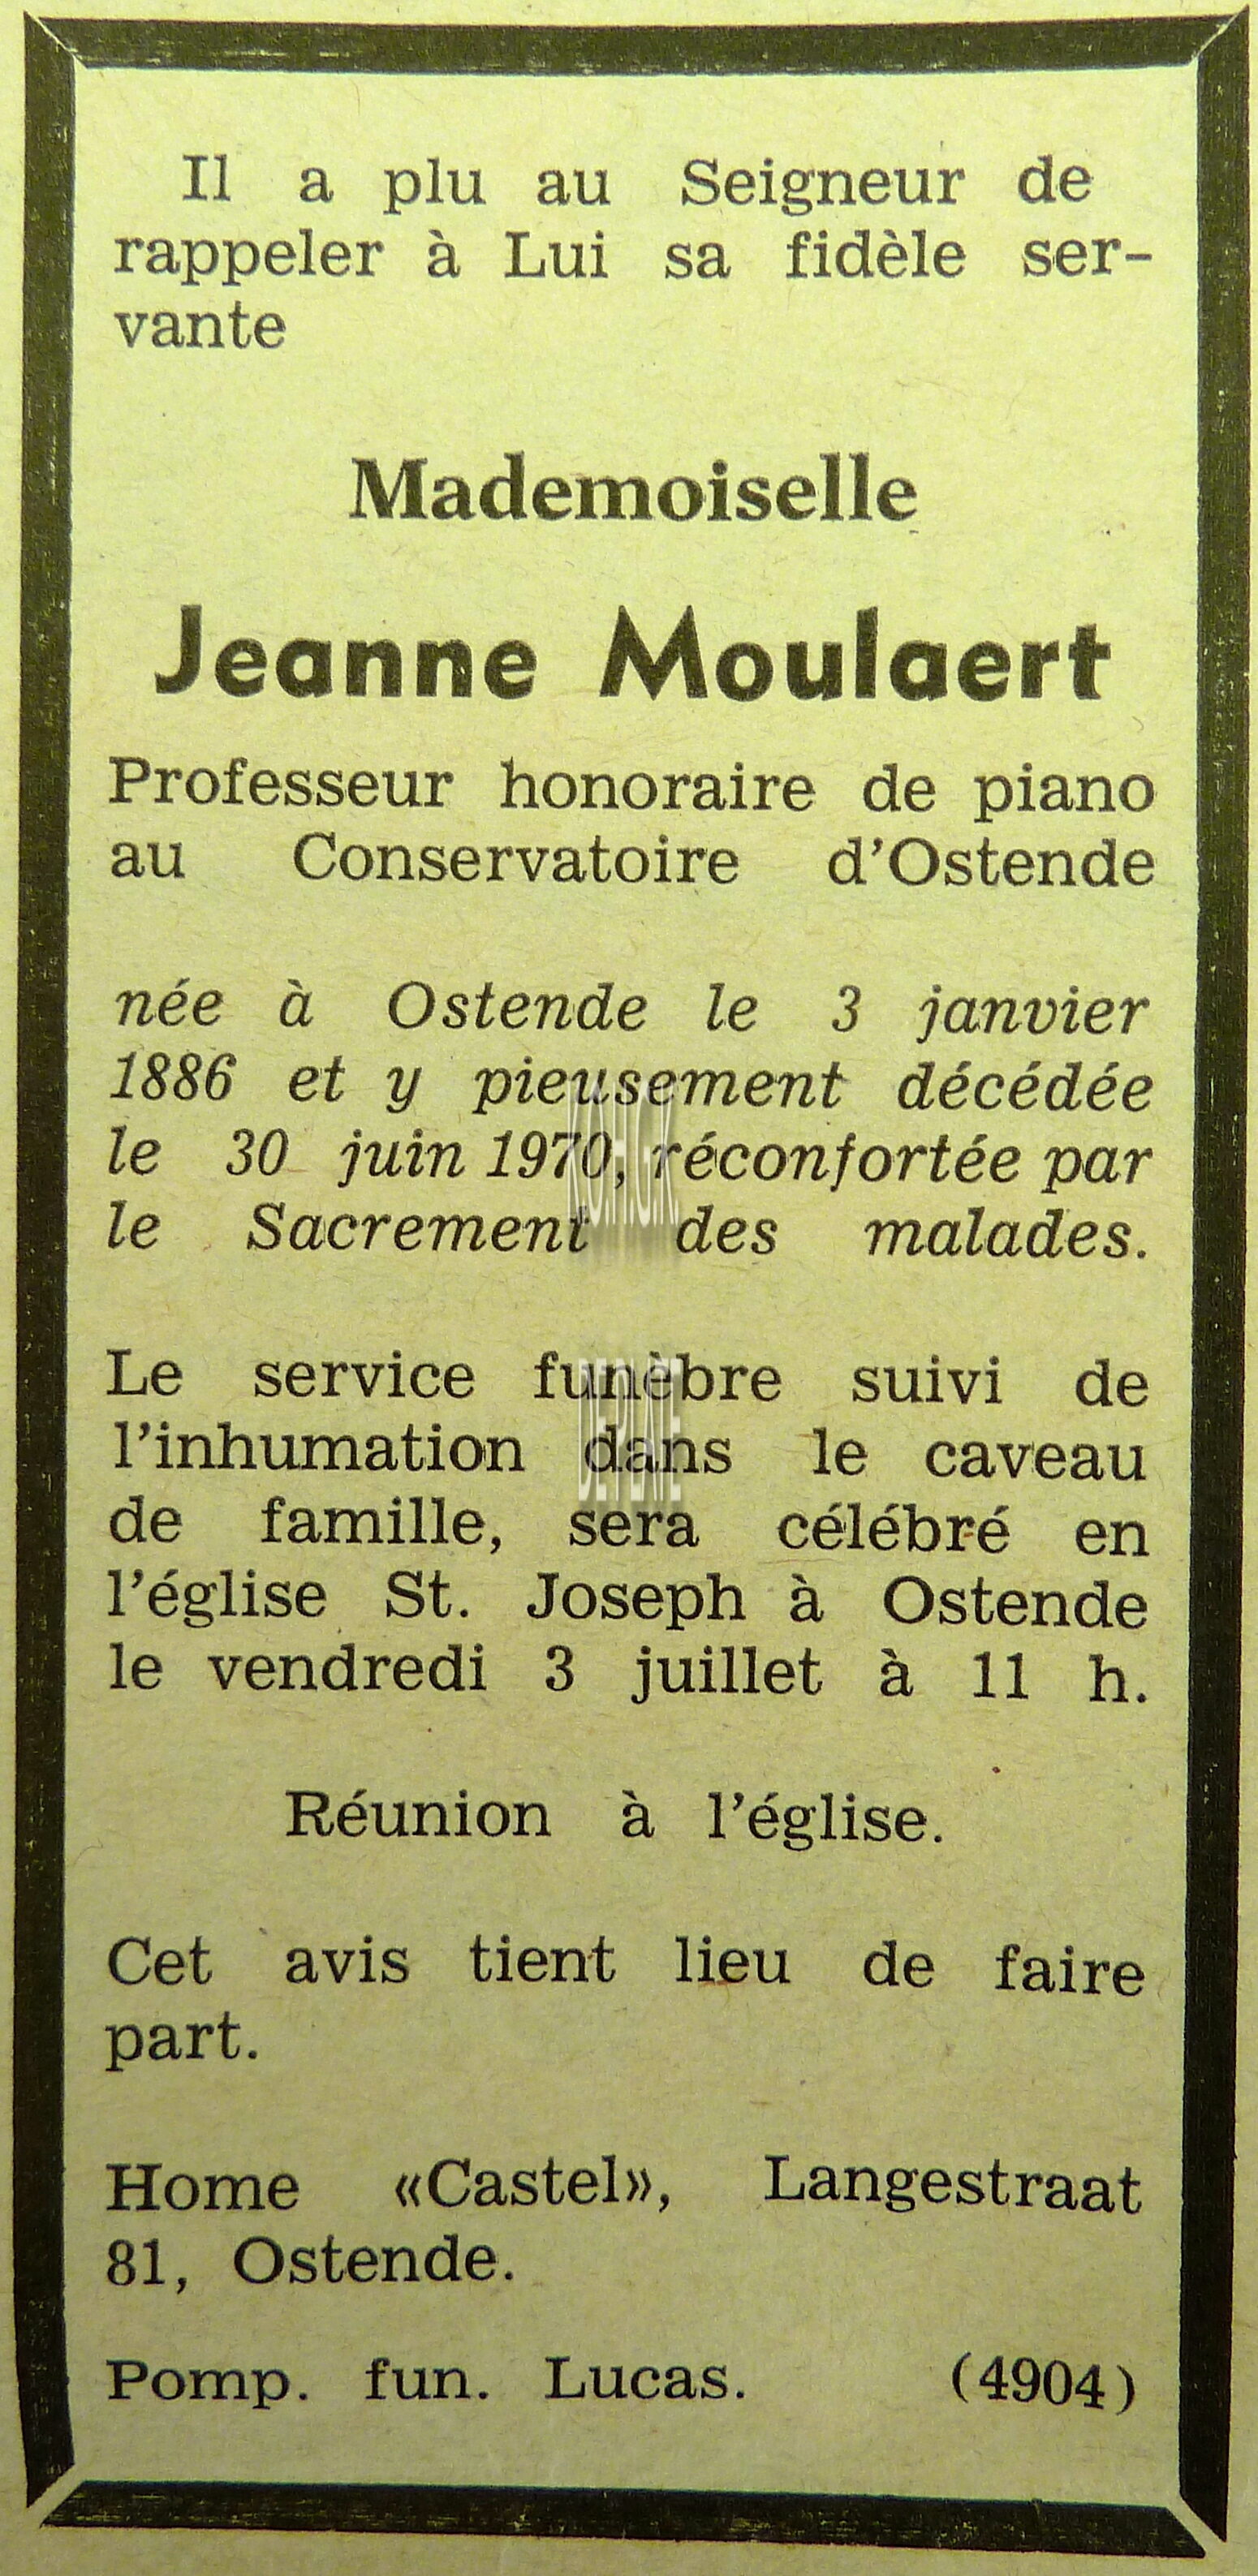 Il a plu au Seigneur de
rappeler à Lui sa fidèle ser-
vante
Mademoiselle
Jeanne Moulaert
Professeur honoraire de piano
au Conservatoire d'Ostende
née à Ostende le 3 janvier
1886 et y pieusement décédée
le 30 juin 1970, réconfortée par
le Sacrement des malades.
Le service funèbre suivi de
l'inhumation dans le caveau
de famille, sera célébré en
l'église St. Joseph à Ostende
le vendredi 3 juillet à 11 h.
Réunion à l'église.
Cet avis tient lieu de faire
part.
Home «Castel», Langestraat
81, Ostende.
Pomp. fun. Lucas. (4904)
DE PLATE